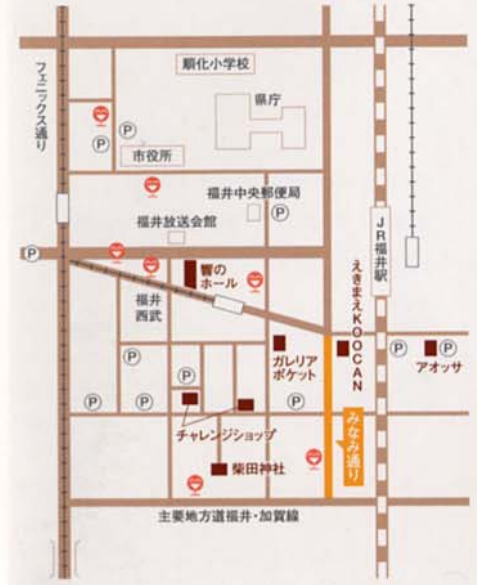 順化小学校
フェニックス通り
県庁
P
P
市役所
福井中央郵便局
P
福井放送会館
JR福井駅
P
響の
ホール
福井
西武
えきまえKOOCAN
P
ガレリア
ポケット
P
P
アオッサ
P
P
P
P
チャレンジショップ
みなみ通り
柴田神社
主要地方道福井・加賀線